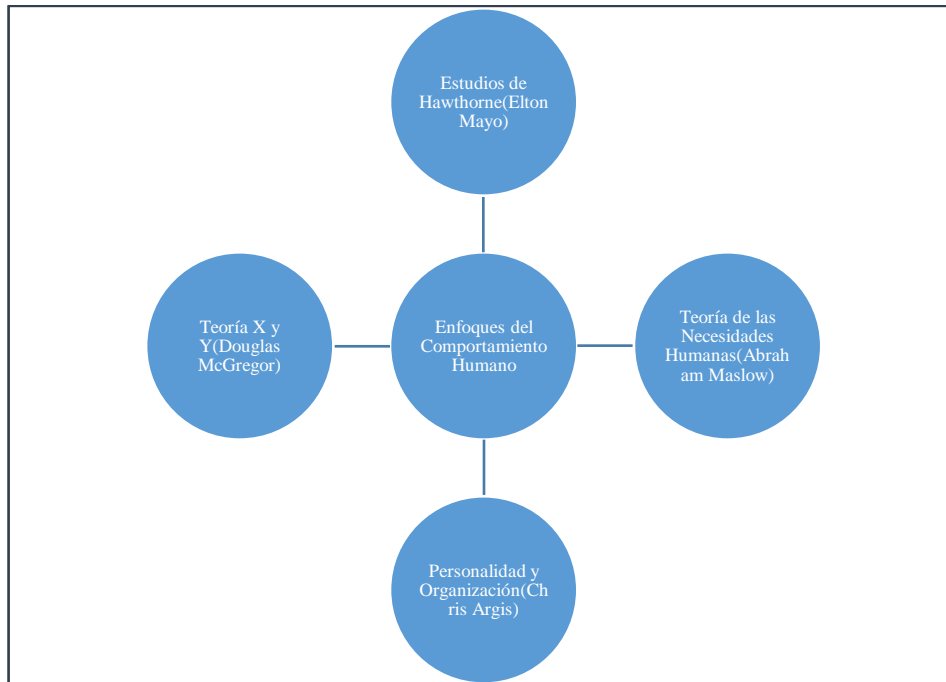 Estudios de
Hawthorne(Elton
Mayo)
Teoría X y
Y(Douglas
McGregor)
Enfoques del
Comportamiento
Humano
Teoría de las
Necesidades
Humanas(Abrah
am Maslow)
Personalidad y
Organización(Ch
ris Argis)